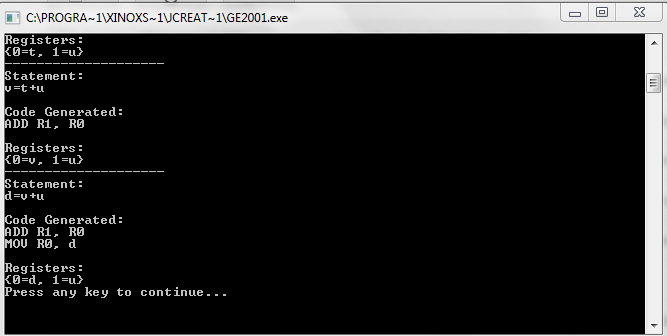 C:\PROGRA~1\XINOXS~1\JCREAT~1\GE2001.exe
Registers:
{0=t, 1=u}
--------------------
Statement:
v=t+u
Code Generated:
ADD R1, R0
Registers:
{0=v, 1=u}
--------------------
Statement:
d=v+u
Code Generated:
ADD R1, R0
MOV R0, d
Registers:
{0=d, 1=u}
Press any key to continue...